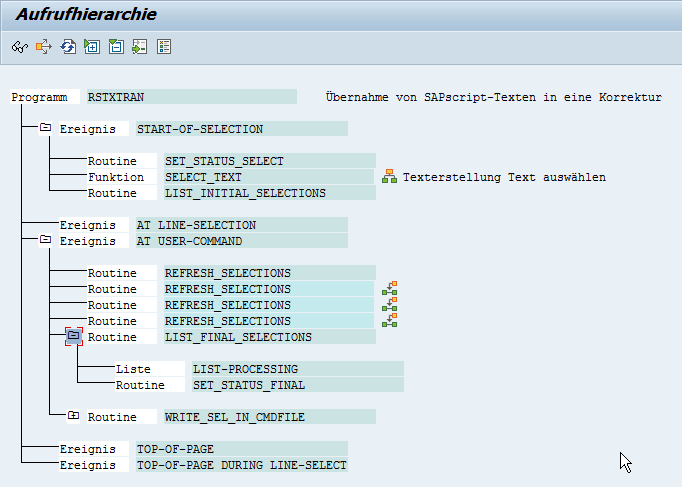 Aufrufhierarchie
Programm RSTXTRAN Übernahme von SAPscript-Texten in eine Korrektur
Ereignis START-OF-SELECTION
Routine SET_STATUS_SELECT
Funktion SELECT_TEXT Texterstellung Text auswählen
Routine LIST_INITIAL_SELECTIONS
Ereignis AT LINE-SELECTION
Ereignis AT USER-COMMAND
Routine REFRESH_SELECTIONS
Routine REFRESH_SELECTIONS
Routine REFRESH_SELECTIONS
Routine REFRESH_SELECTIONS
Routine LIST_FINAL_SELECTIONS
Liste LIST-PROCESSING
Routine SET_STATUS_FINAL
Routine WRITE_SEL_IN_CMDFILE
Ereignis TOP-OF-PAGE
Ereignis TOP-OF-PAGE DURING LINE-SELECT